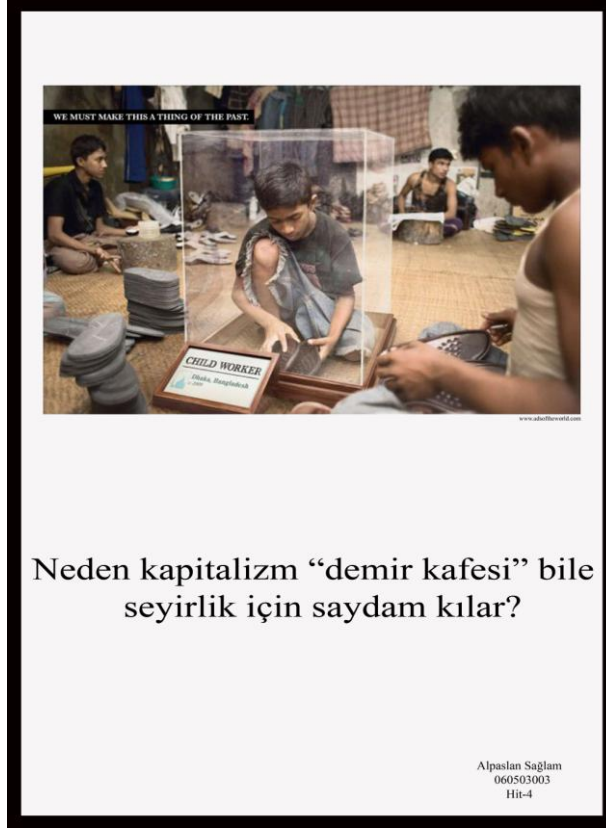 WE MUST MAKE THIS A THING OF THE PAST.
CHILD WORKER
Dhaka, Bangladesh
www.adsoftheworld.com
Neden kapitalizm “demir kafesi” bile
seyirlik için saydam kılar?
Alpaslan Sağlam
060503003
Hit-4